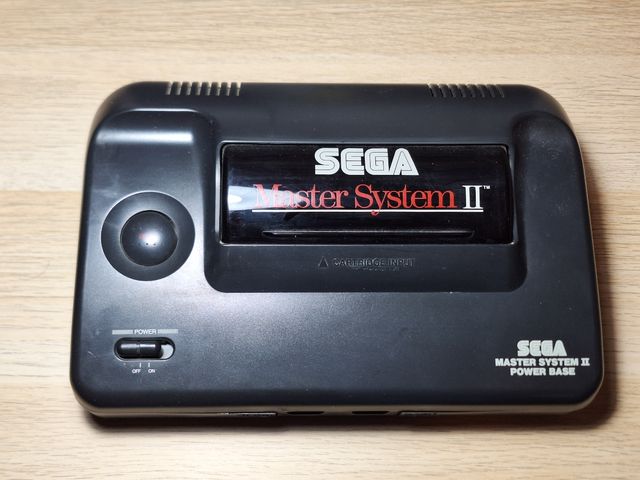 SEGA
Master System II™
CARTRIDGE INPUT
POWER
OFF ON
SEGA
MASTER SYSTEM II
POWER BASE